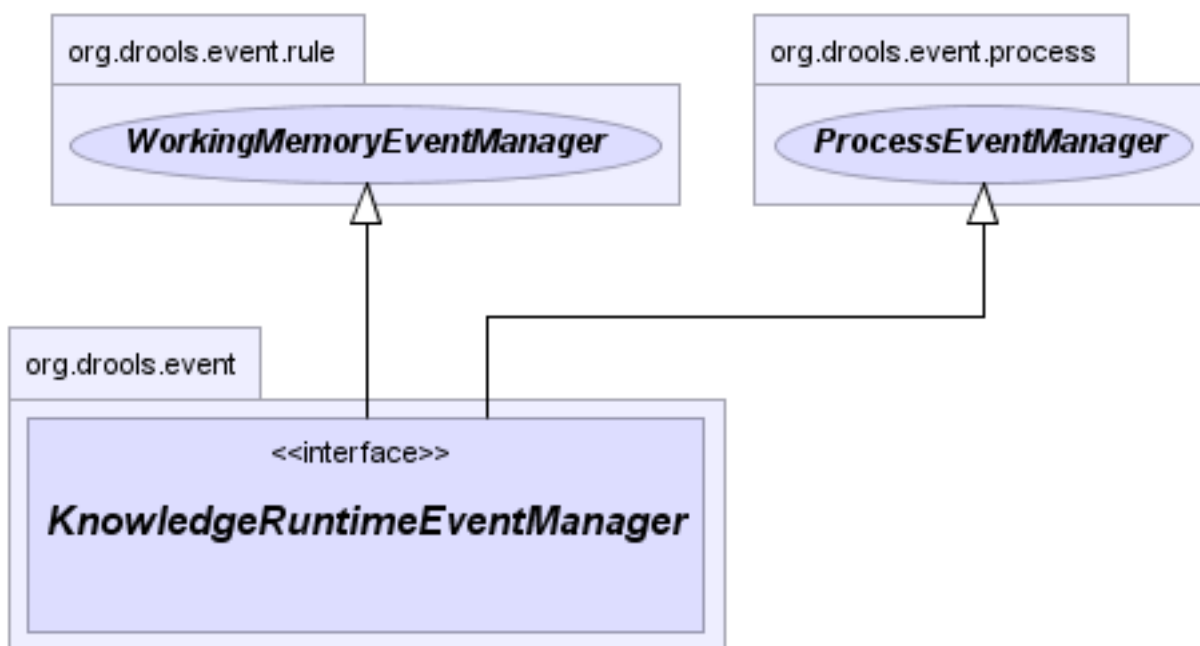 org.drools.event.rule
WorkingMemoryEventManager
org.drools.event.process
ProcessEventManager
org.drools.event
<<interface>>
KnowledgeRuntimeEventManager